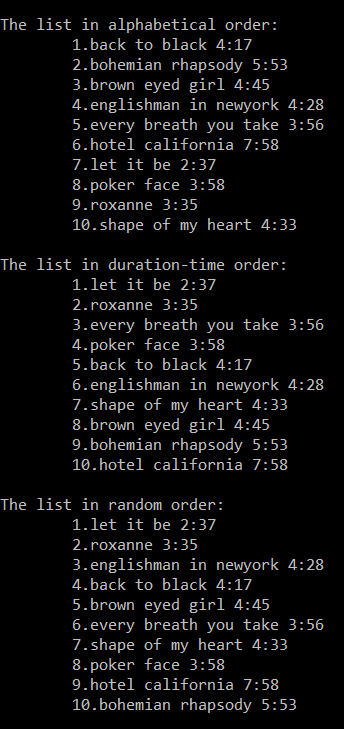 The list in alphabetical order:
1.back to black 4:17
2.bohemian rhapsody 5:53
3.brown eyed girl 4:45
4.englishman in newyork 4:28
5.every breath you take 3:56
6.hotel california 7:58
7.let it be 2:37
8.poker face 3:58
9.roxanne 3:35
10.shape of my heart 4:33
The list in duration-time order:
1.let it be 2:37
2.roxanne 3:35
3.every breath you take 3:56
4.poker face 3:58
5.back to black 4:17
6.englishman in newyork 4:28
7.shape of my heart 4:33
8.brown eyed girl 4:45
9.bohemian rhapsody 5:53
10.hotel california 7:58
The list in random order:
1.let it be 2:37
2.roxanne 3:35
3.englishman in newyork 4:28
4.back to black 4:17
5.brown eyed girl 4:45
6.every breath you take 3:56
7.shape of my heart 4:33
8.poker face 3:58
9.hotel california 7:58
10.bohemian rhapsody 5:53